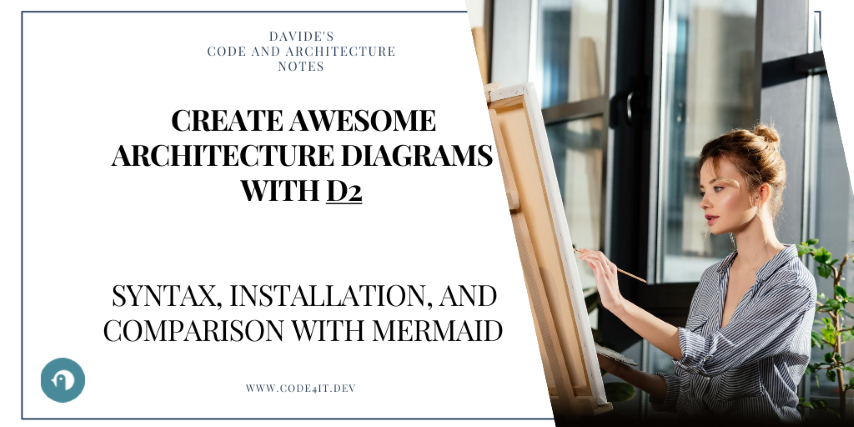 DAVIDE'S
CODE AND ARCHITECTURE
NOTES
CREATE AWESOME
ARCHITECTURE DIAGRAMS
WITH D2
SYNTAX, INSTALLATION, AND
COMPARISON WITH MERMAID
WWW.CODE4IT.DEV